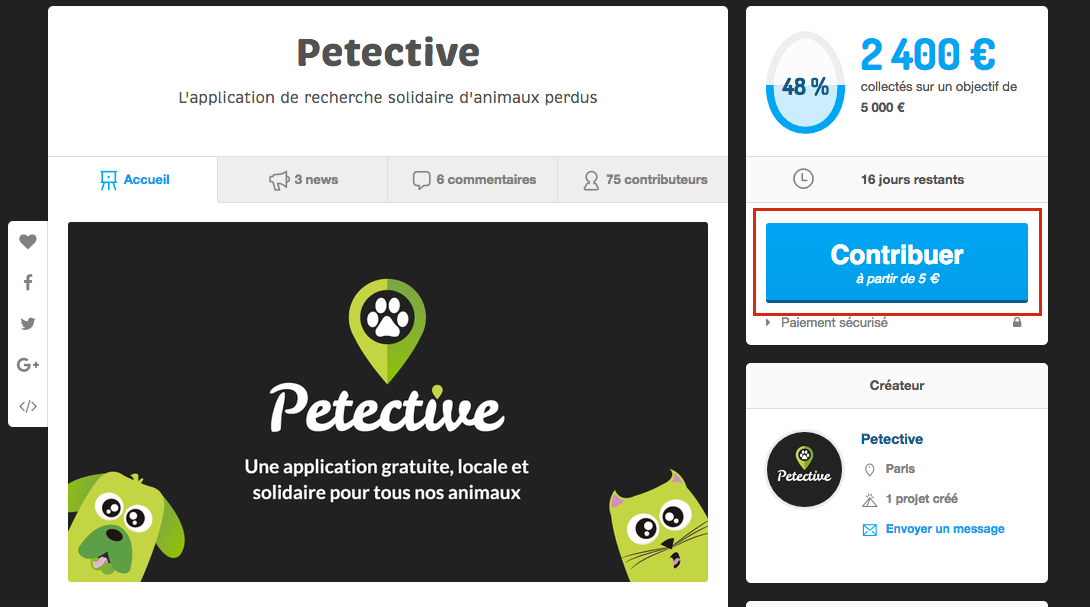 Petective
L'application de recherche solidaire d'animaux perdus
Accueil
3 news
6 commentaires
75 contributeurs
G+
</>
Petective
Une application gratuite, locale et
solidaire pour tous nos animaux
48 %
2 400 €
collectés sur un objectif de
5 000 €
16 jours restants
Contribuer
à partir de 5 €
Paiement sécurisé
Créateur
Petective
Petective
Paris
1 projet créé
Envoyer un message